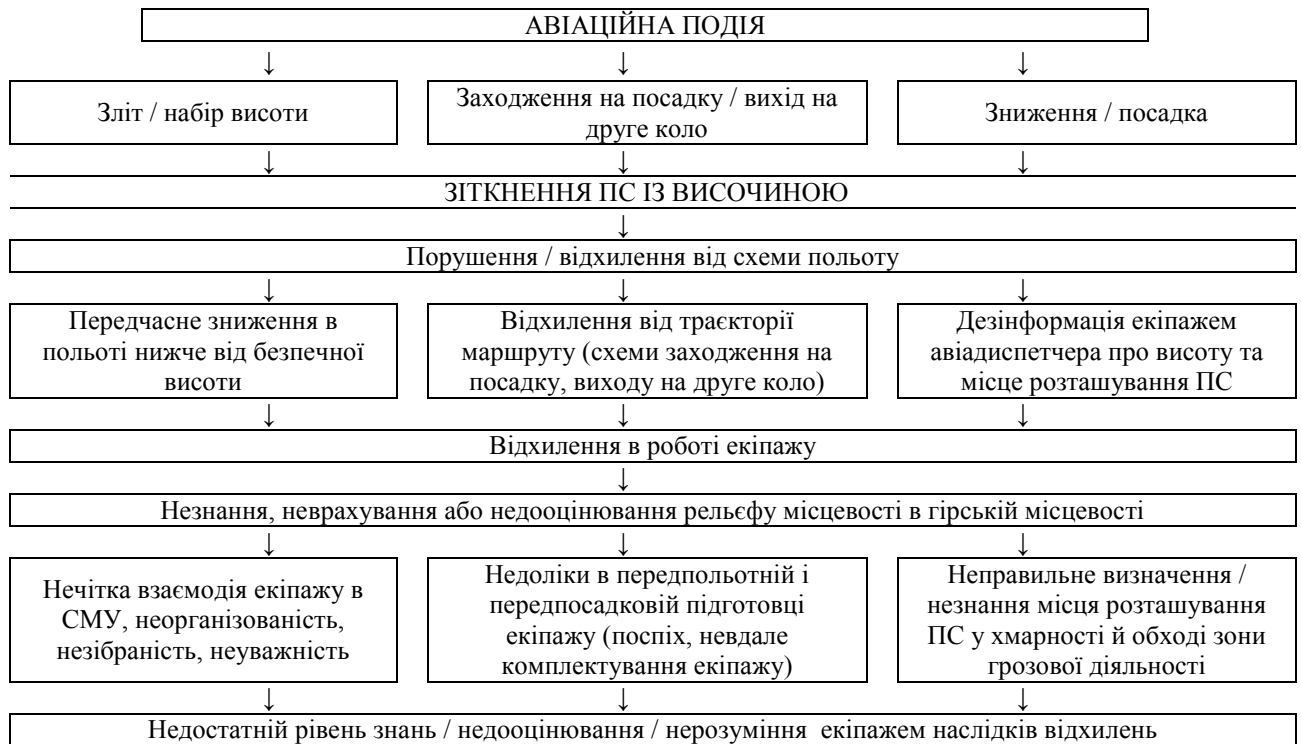 АВІАЦІЙНА ПОДІЯ
↓ ↓ ↓
Зліт / набір висоти
Заходження на посадку / вихід на
друге коло
Зниження / посадка
↓ ↓ ↓
ЗІТКНЕННЯ ПС ІЗ ВИСОЧИНОЮ
↓
Порушення / відхилення від схеми польоту
↓ ↓ ↓
Передчасне зниження в
польоті нижче від безпечної
висоти
Відхилення від траєкторії
маршруту (схеми заходження на
посадку, виходу на друге коло)
Дезінформація екіпажем
авіадиспетчера про висоту та
місце розташування ПС
↓ ↓ ↓
Відхилення в роботі екіпажу
↓
Незнання, неврахування або недооцінювання рельєфу місцевості в гірській місцевості
↓ ↓ ↓
Нечітка взаємодія екіпажу в
СМУ, неорганізованість,
незібраність, неуважність
Недоліки в передпольотній і
передпосадковій підготовці
екіпажу (поспіх, невдале
комплектування екіпажу)
Неправильне визначення /
незнання місця розташування
ПС у хмарності й обході зони
грозової діяльності
↓ ↓ ↓
Недостатній рівень знань / недооцінювання / нерозуміння екіпажем наслідків відхилень